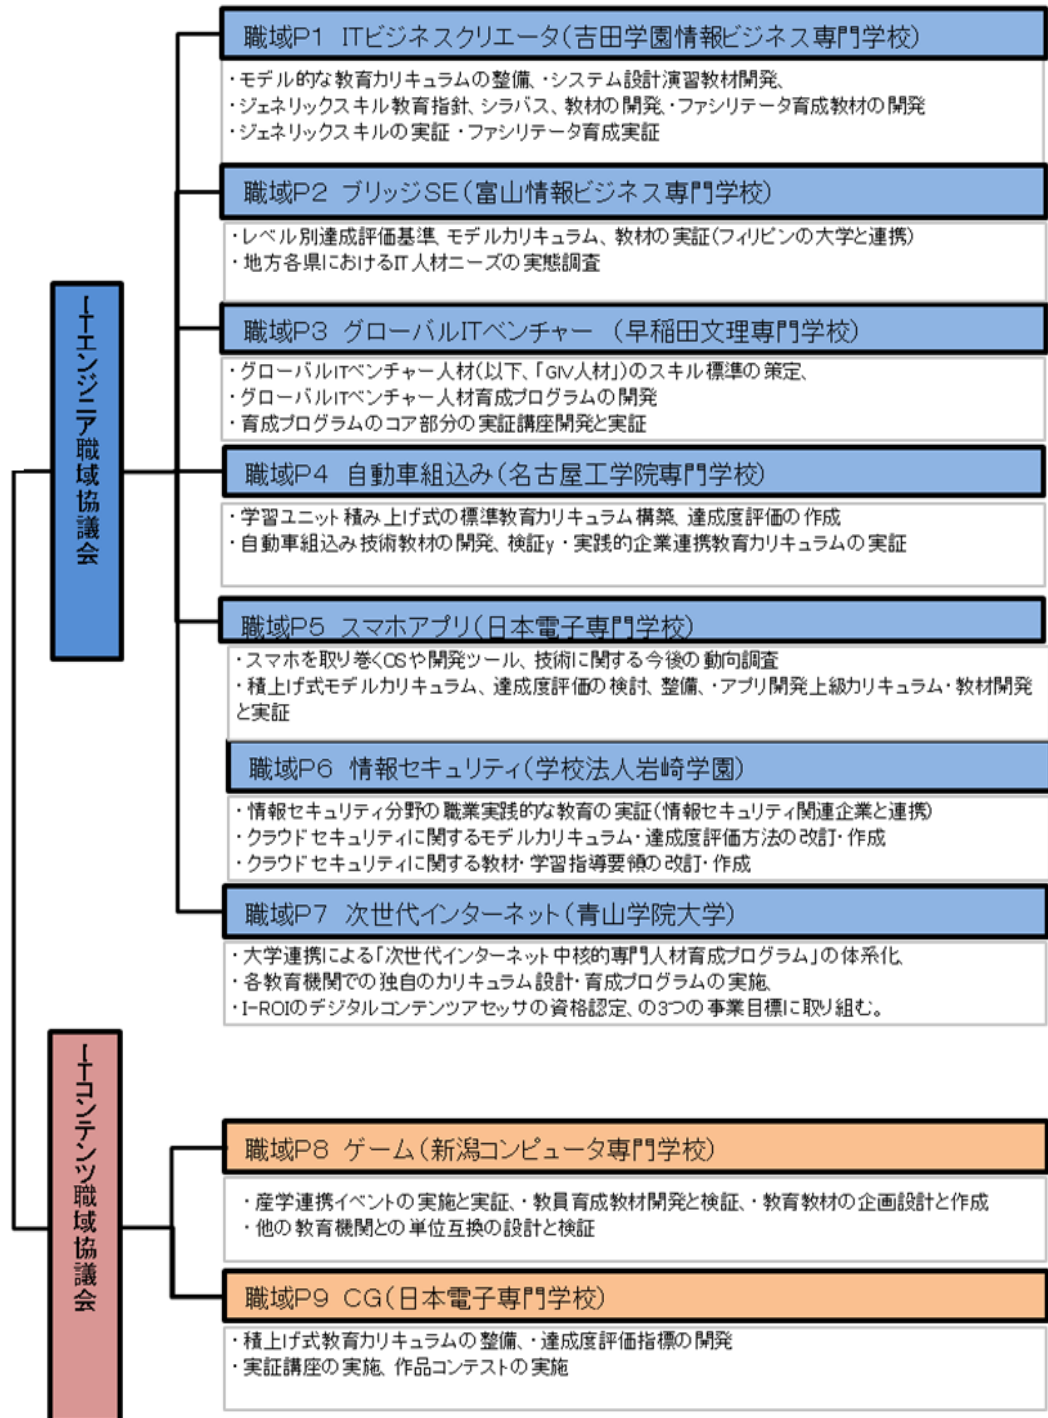 職域P1 ITビジネスクリエータ(吉田学園情報ビジネス専門学校)
・モデル的な教育カリキュラムの整備、・システム設計演習教材開発、
・ジェネリックスキル教育指針、シラバス、教材の開発、・ファシリテータ育成教材の開発
・ジェネリックスキルの実証・ファシリテータ育成実証
職域P2 ブリッジSE(富山情報ビジネス専門学校)
・レベル別達成評価基準、モデルカリキュラム、教材の実証(フィリピンの大学と連携)
・地方各県におけるIT人材ニーズの実態調査
ITエンジニア職域協議会
職域P3 グローバルITベンチャー (早稲田文理専門学校)
・グローバルITベンチャー人材(以下、「GIV人材」)のスキル標準の策定、
・グローバルITベンチャー人材育成プログラムの開発
・育成プログラムのコア部分の実証講座開発と実証
職域P4 自動車組込み(名古屋工学院専門学校)
・学習ユニット積み上げ式の標準教育カリキュラム構築、達成度評価の作成
・自動車組込み技術教材の開発、検証y・実践的企業連携教育カリキュラムの実証
職域P5 スマホアプリ(日本電子専門学校)
・スマホを取り巻くOSや開発ツール、技術に関する今後の動向調査
・積上げ式モデルカリキュラム、達成度評価の検討、整備、・アプリ開発上級カリキュラム・教材開発
と実証
職域P6 情報セキュリティ(学校法人岩崎学園)
・情報セキュリティ分野の職業実践的な教育の実証(情報セキュリティ関連企業と連携)
・クラウドセキュリティに関するモデルカリキュラム・達成度評価方法の改訂・作成
・クラウドセキュリティに関する教材・学習指導要領の改訂・作成
職域P7 次世代インターネット(青山学院大学)
・大学連携による「次世代インターネット中核的専門人材育成プログラム」の体系化、
・各教育機関での独自のカリキュラム設計・育成プログラムの実施、
・I-ROIのデジタルコンテンツアセッサの資格認定、の3つの事業目標に取り組む。
ITコンテンツ職域協議会
職域P8 ゲーム(新潟コンピュータ専門学校)
・産学連携イベントの実施と実証、・教員育成教材開発と検証、・教育教材の企画設計と作成
・他の教育機関との単位互換の設計と検証
職域P9 CG(日本電子専門学校)
・積上げ式教育カリキュラムの整備、・達成度評価指標の開発
・実証講座の実施、作品コンテストの実施